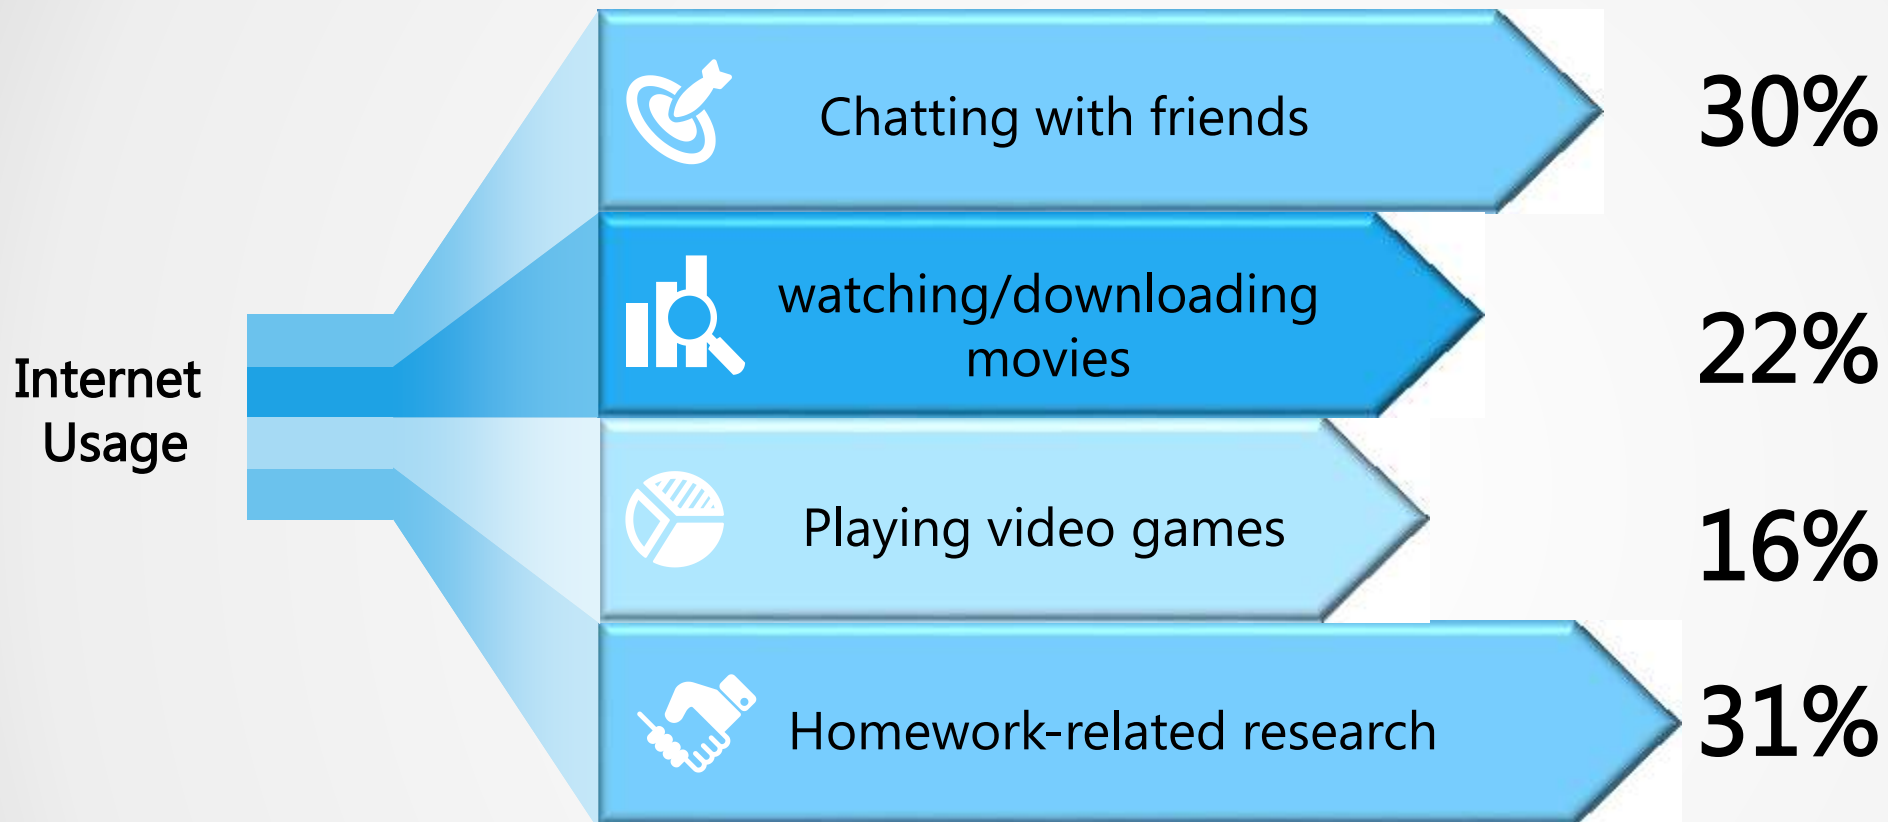 Internet
Usage
Chatting with friends
30%
watching/downloading
movies
22%
Playing video games
16%
Homework-related research
31%